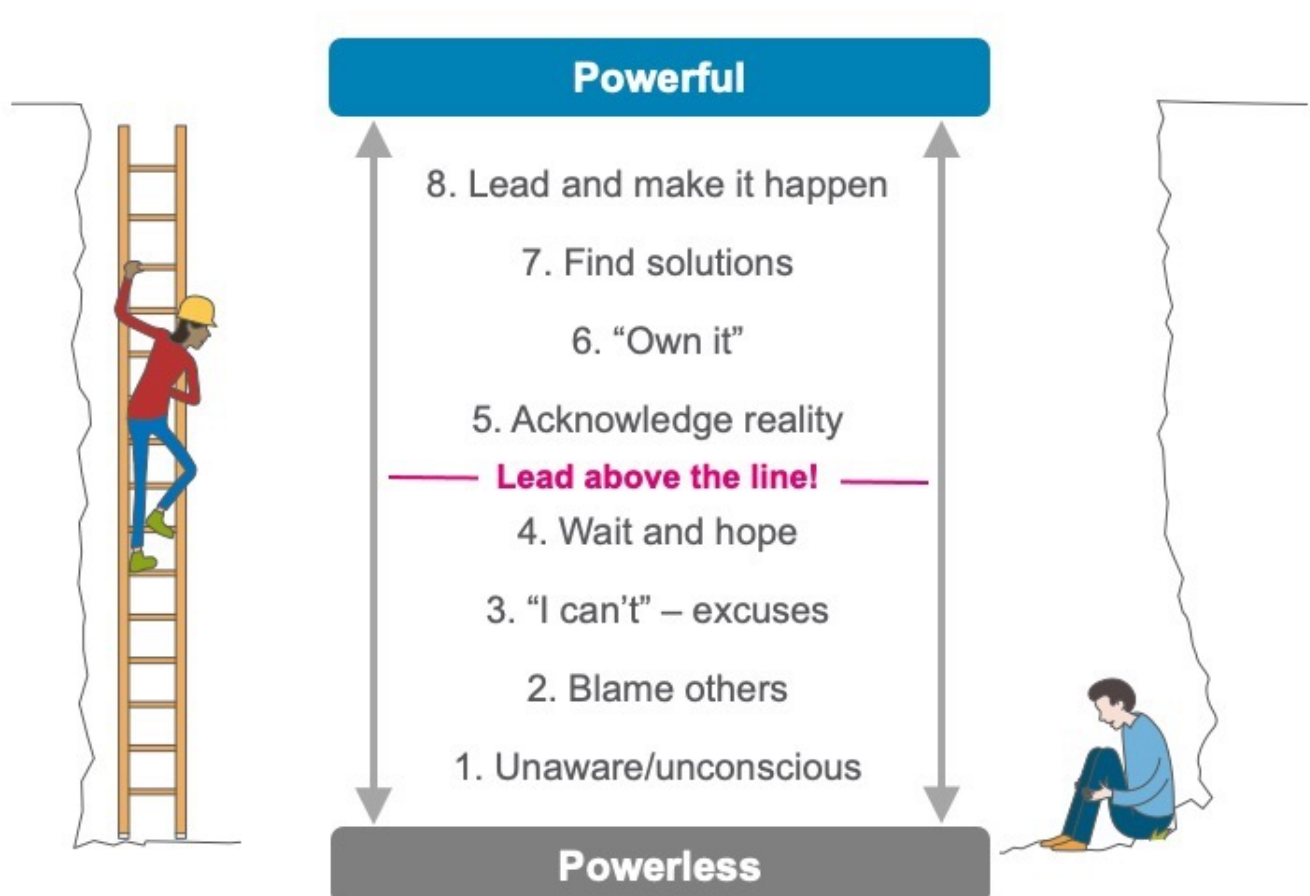 Powerful
8. Lead and make it happen
7. Find solutions
6. “Own it”
5. Acknowledge reality
Lead above the line!
4. Wait and hope
3. “I can’t” – excuses
2. Blame others
1. Unaware/unconscious
Powerless